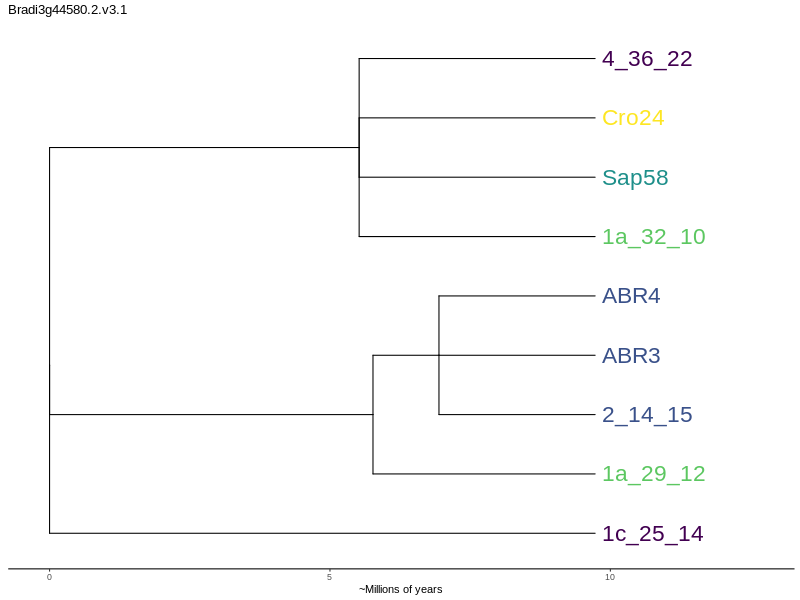 Bradi3g44580.2.v3.1
4_36_22
Cro24
Sap58
1a_32_10
ABR4
ABR3
2_14_15
1a_29_12
1c_25_14
0 5 10
~Millions of years